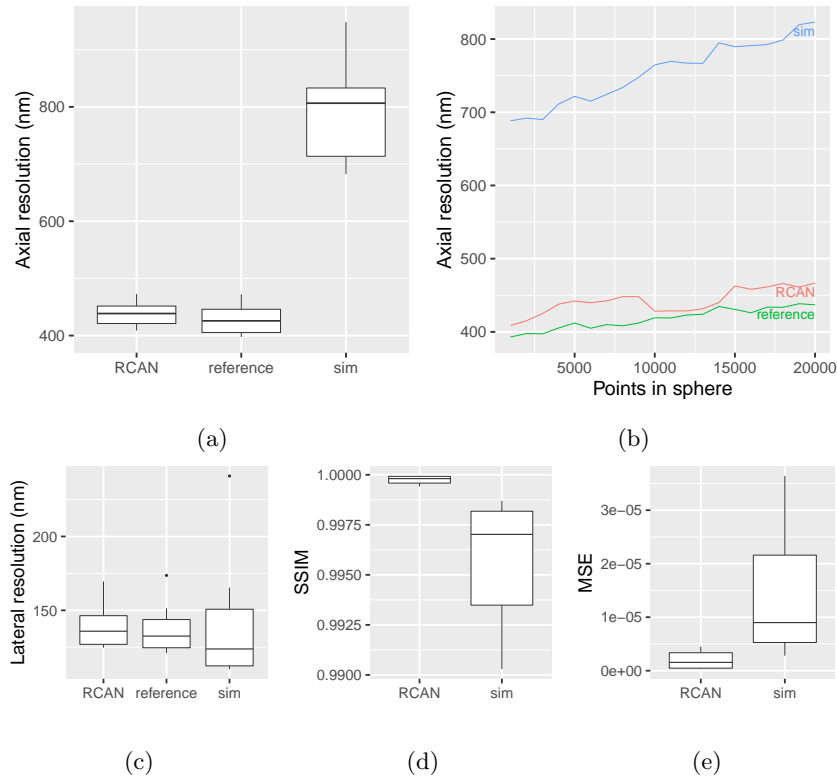 Axial resolution (nm)
800
600
400
RCAN
reference
sim
(a)
Axial resolution (nm)
800
700
600
500
400
sim
RCAN
reference
5000
10000
15000
20000
Points in sphere
(b)
Lateral resolution (nm)
200
150
RCAN
reference
sim
(c)
SSIM
1.0000
0.9975
0.9950
0.9925
0.9900
RCAN
sim
(d)
MSE
3e−05
2e−05
1e−05
0e+00
RCAN
sim
(e)